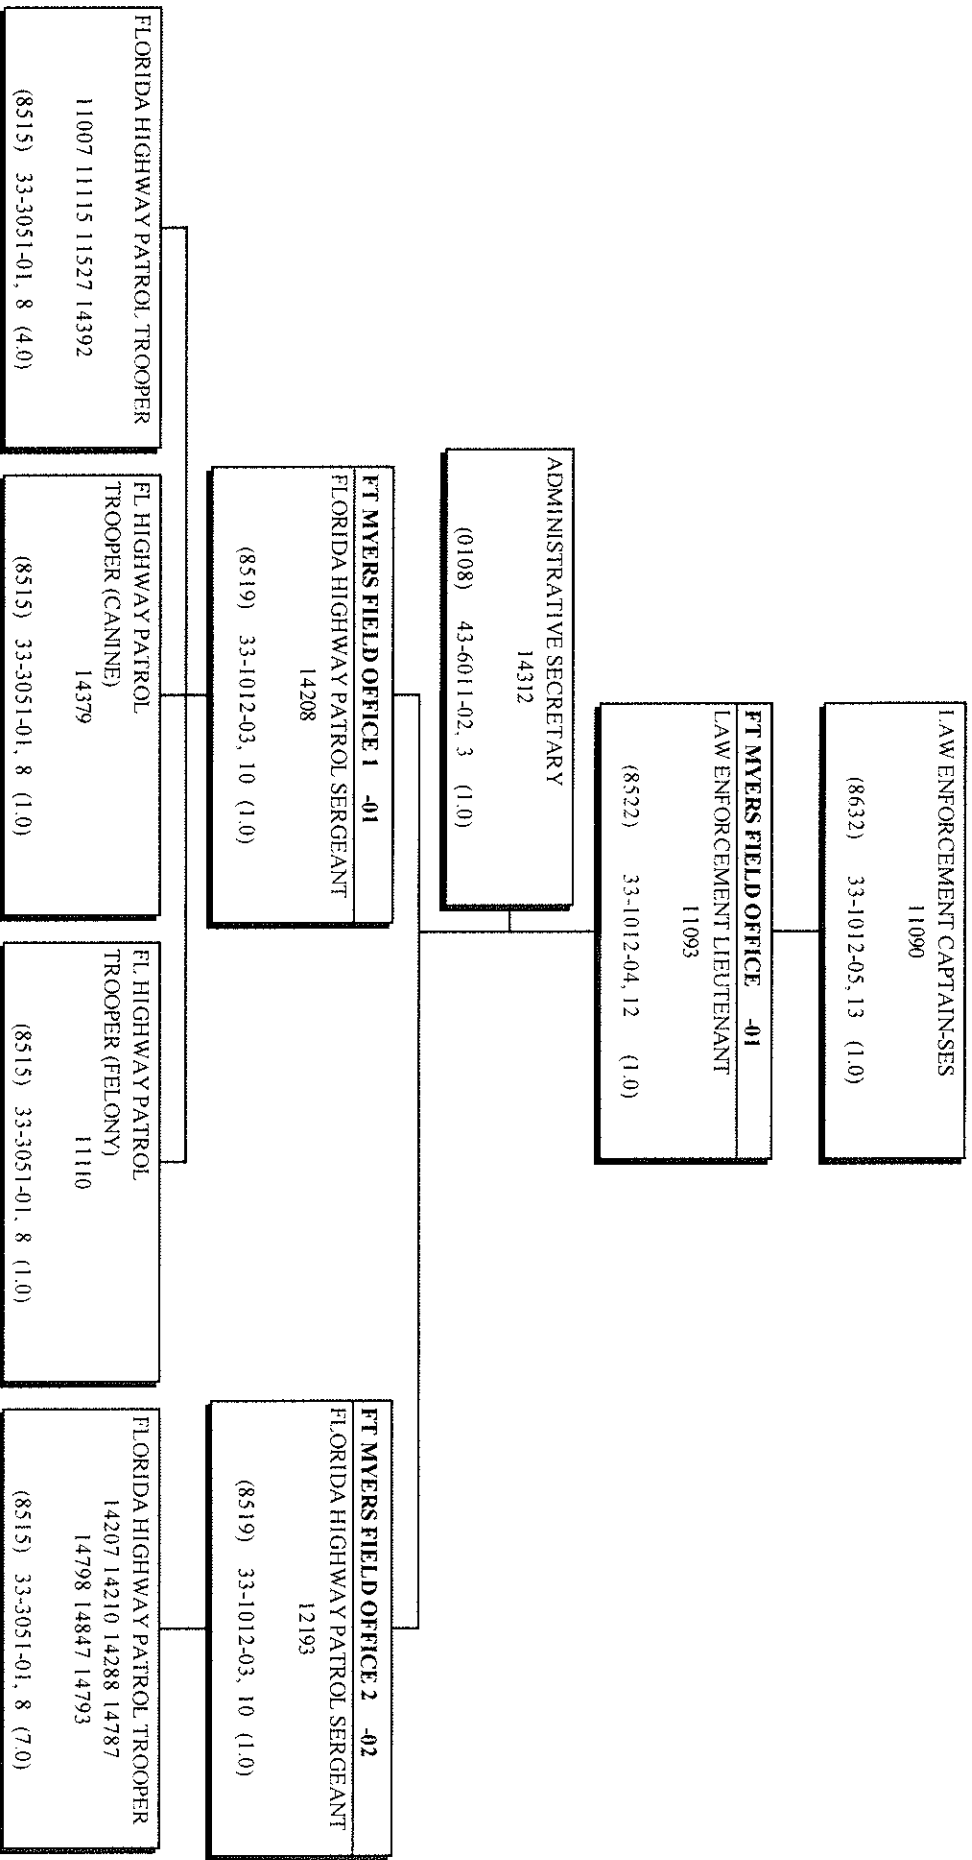 LAW ENFORCEMENT CAPTAIN-SES
11090
(8632) 33-1012-05, 13 (1.0)
FT MYERS FIELD OFFICE -01
LAW ENFORCEMENT LIEUTENANT
11093
(8522) 33-1012-04, 12 (1.0)
ADMINISTRATIVE SECRETARY
14312
(0108) 43-6011-02, 3 (1.0)
FT MYERS FIELD OFFICE 1 -01
FLORIDA HIGHWAY PATROL SERGEANT
14208
(8519) 33-1012-03, 10 (1.0)
FT MYERS FIELD OFFICE 2 -02
FLORIDA HIGHWAY PATROL SERGEANT
12193
(8519) 33-1012-03, 10 (1.0)
FLORIDA HIGHWAY PATROL TROOPER
11007 11115 11527 14392
(8515) 33-3051-01, 8 (4.0)
FL HIGHWAY PATROL
TROOPER (CANINE)
14379
(8515) 33-3051-01, 8 (1.0)
FL HIGHWAY PATROL
TROOPER (FELONY)
11110
(8515) 33-3051-01, 8 (1.0)
FLORIDA HIGHWAY PATROL TROOPER
14207 14210 14288 14787
14798 14847 14793
(8515) 33-3051-01, 8 (7.0)